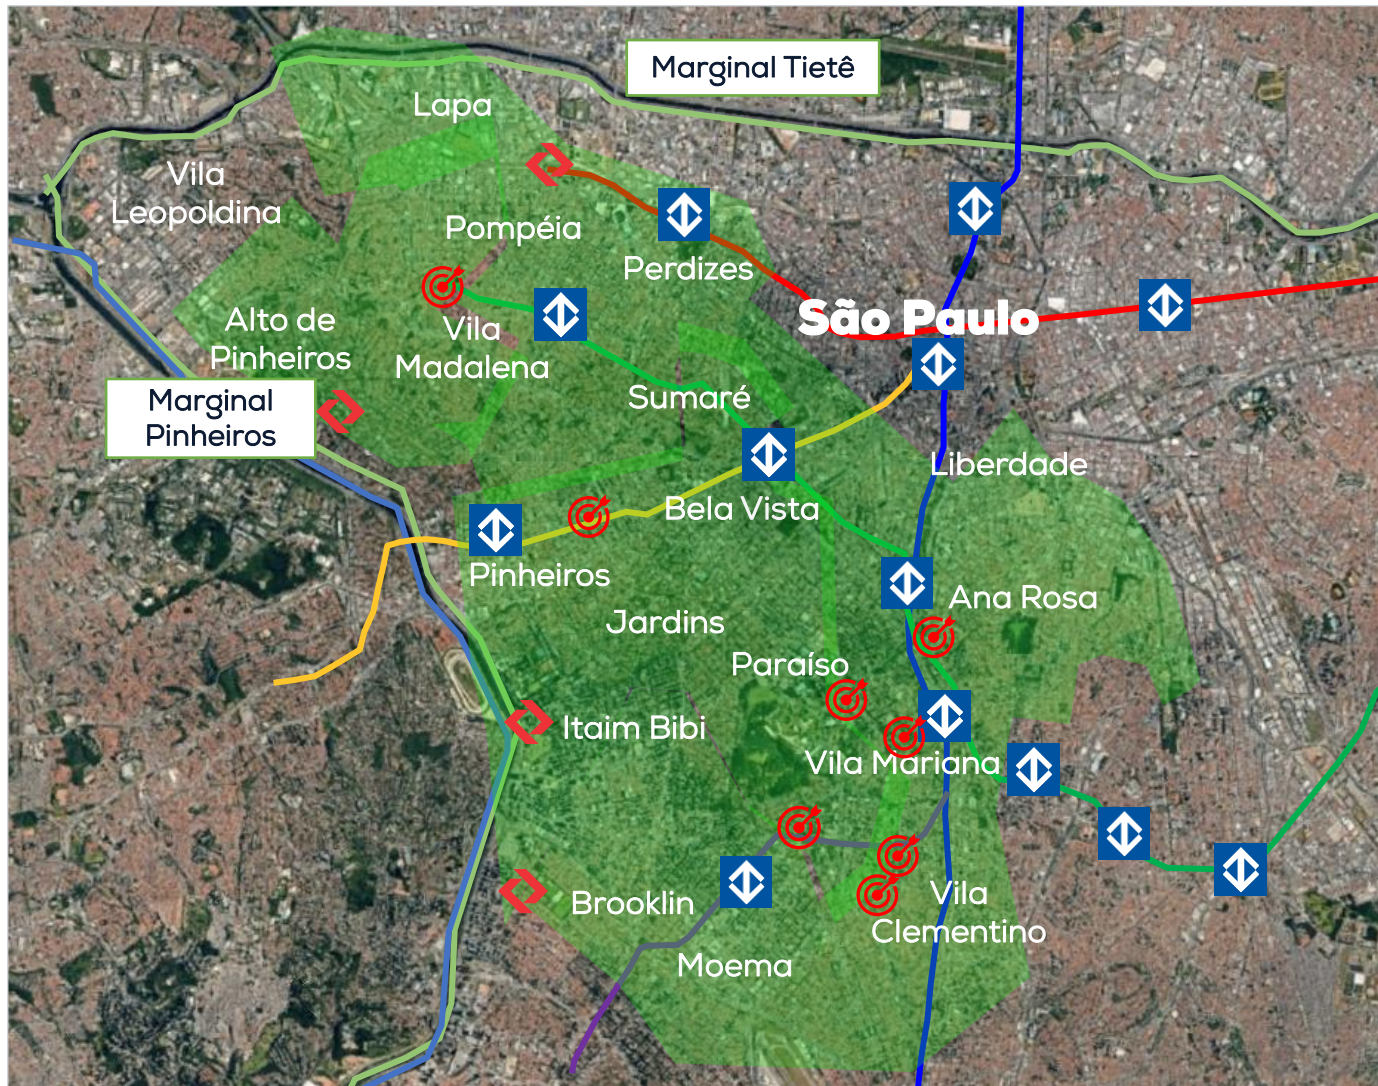 Marginal Tietê
Lapa
Vila
Leopoldina
Pompéia
Perdizes
São Paulo
Alto de
Pinheiros
Vila
Madalena
Sumaré
Marginal
Pinheiros
Liberdade
Bela Vista
Pinheiros
Ana Rosa
Jardins
Paraíso
Itaim Bibi
Vila Mariana
Brooklin
Vila
Clementino
Moema